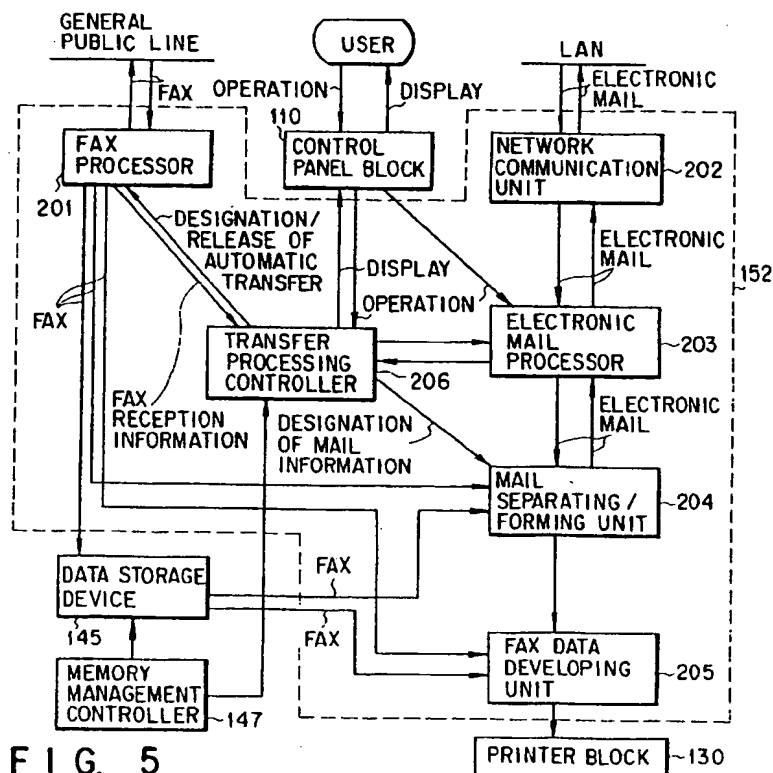 GENERAL
PUBLIC LINE
USER
LAN
FAX
OPERATION
DISPLAY
ELECTRONIC
MAIL
110
FAX
PROCESSOR
201
CONTROL
PANEL BLOCK
NETWORK
COMMUNICATION
UNIT
202
DESIGNATION/
RELEASE OF
AUTOMATIC
TRANSFER
DISPLAY
OPERATION
ELECTRONIC
MAIL
152
FAX
TRANSFER
PROCESSING
CONTROLLER
206
ELECTRONIC
MAIL
PROCESSOR
203
FAX
RECEPTION
INFORMATION
DESIGNATION
OF MAIL
INFORMATION
ELECTRONIC
MAIL
MAIL
SEPARATING/
FORMING UNIT
204
DATA STORAGE
DEVICE
145
FAX
FAX
MEMORY
MANAGEMENT
CONTROLLER
147
FAX DATA
DEVELOPING
UNIT
205
FIG. 5
PRINTER BLOCK
130